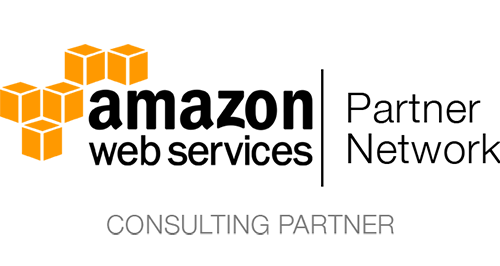 amazon
web services
Partner
Network
CONSULTING PARTNER